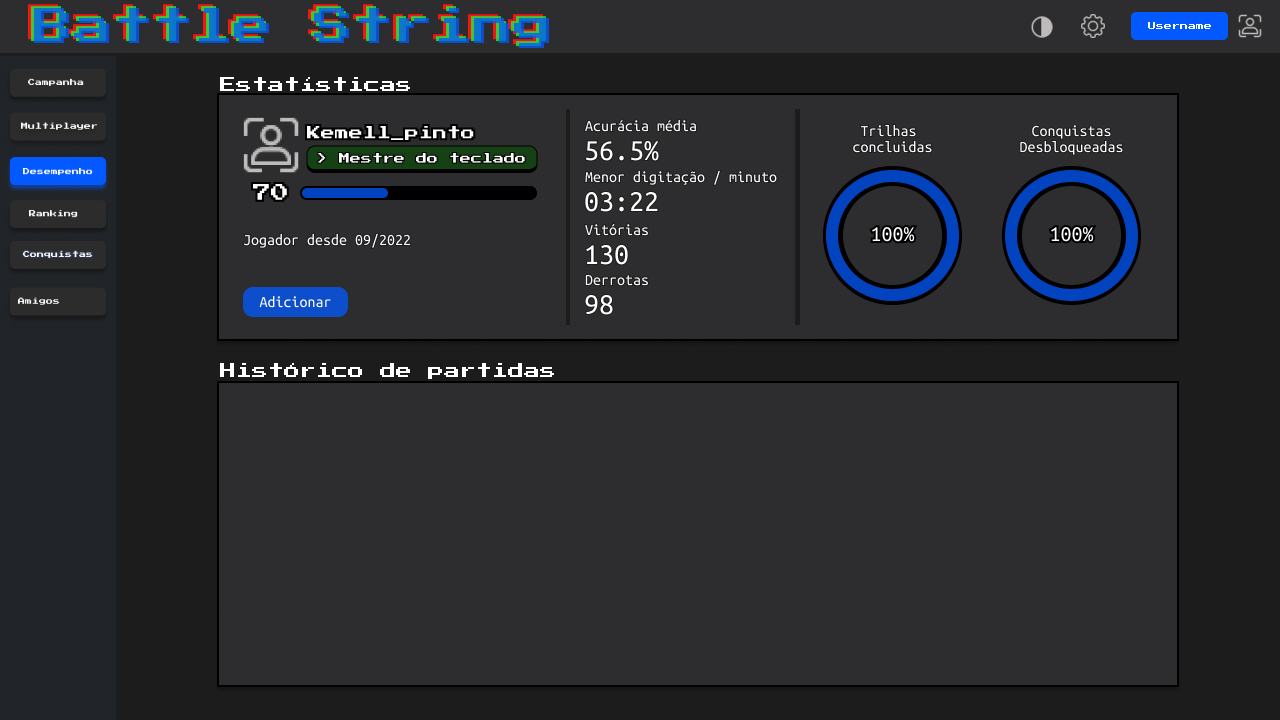 Battle String
Username
Campanha
Multiplayer
Desempenho
Ranking
Conquistas
Amigos
Estatísticas
Kemell_pinto
> Mestre do teclado
70
Jogador desde 09/2022
Adicionar
Acurácia média
56.5%
Menor digitação / minuto
03:22
Vitórias
130
Derrotas
98
Trilhas
concluidas
100%
Conquistas
Desbloqueadas
100%
Histórico de partidas